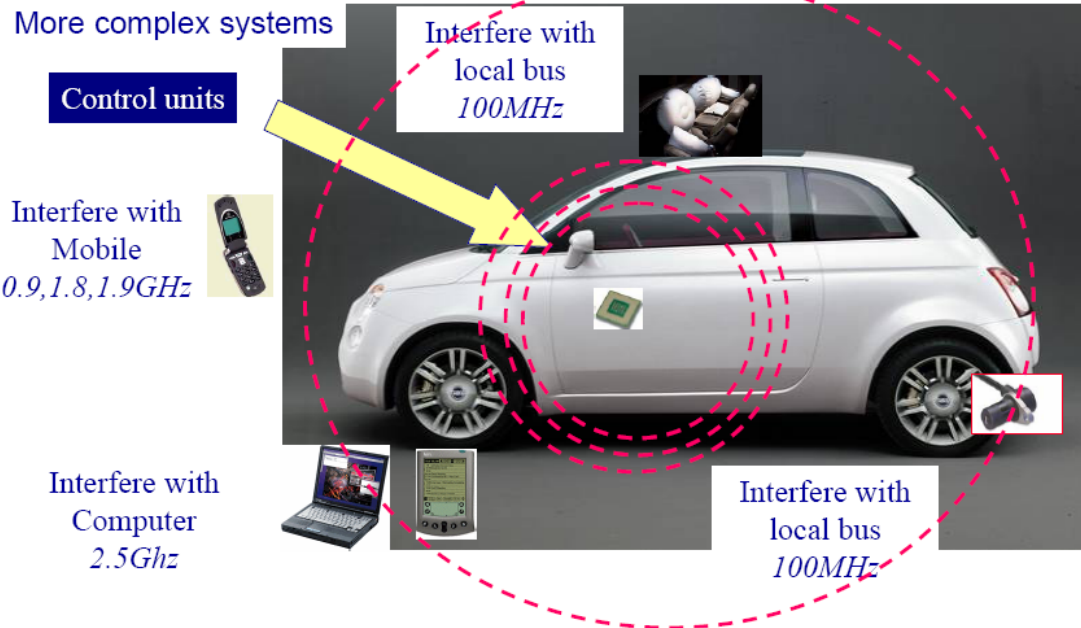 More complex systems
Control units
Interfere with
local bus
100MHz
Interfere with
Mobile
0.9,1.8,1.9GHz
Interfere with
Computer
2.5Ghz
Interfere with
local bus
100MHz